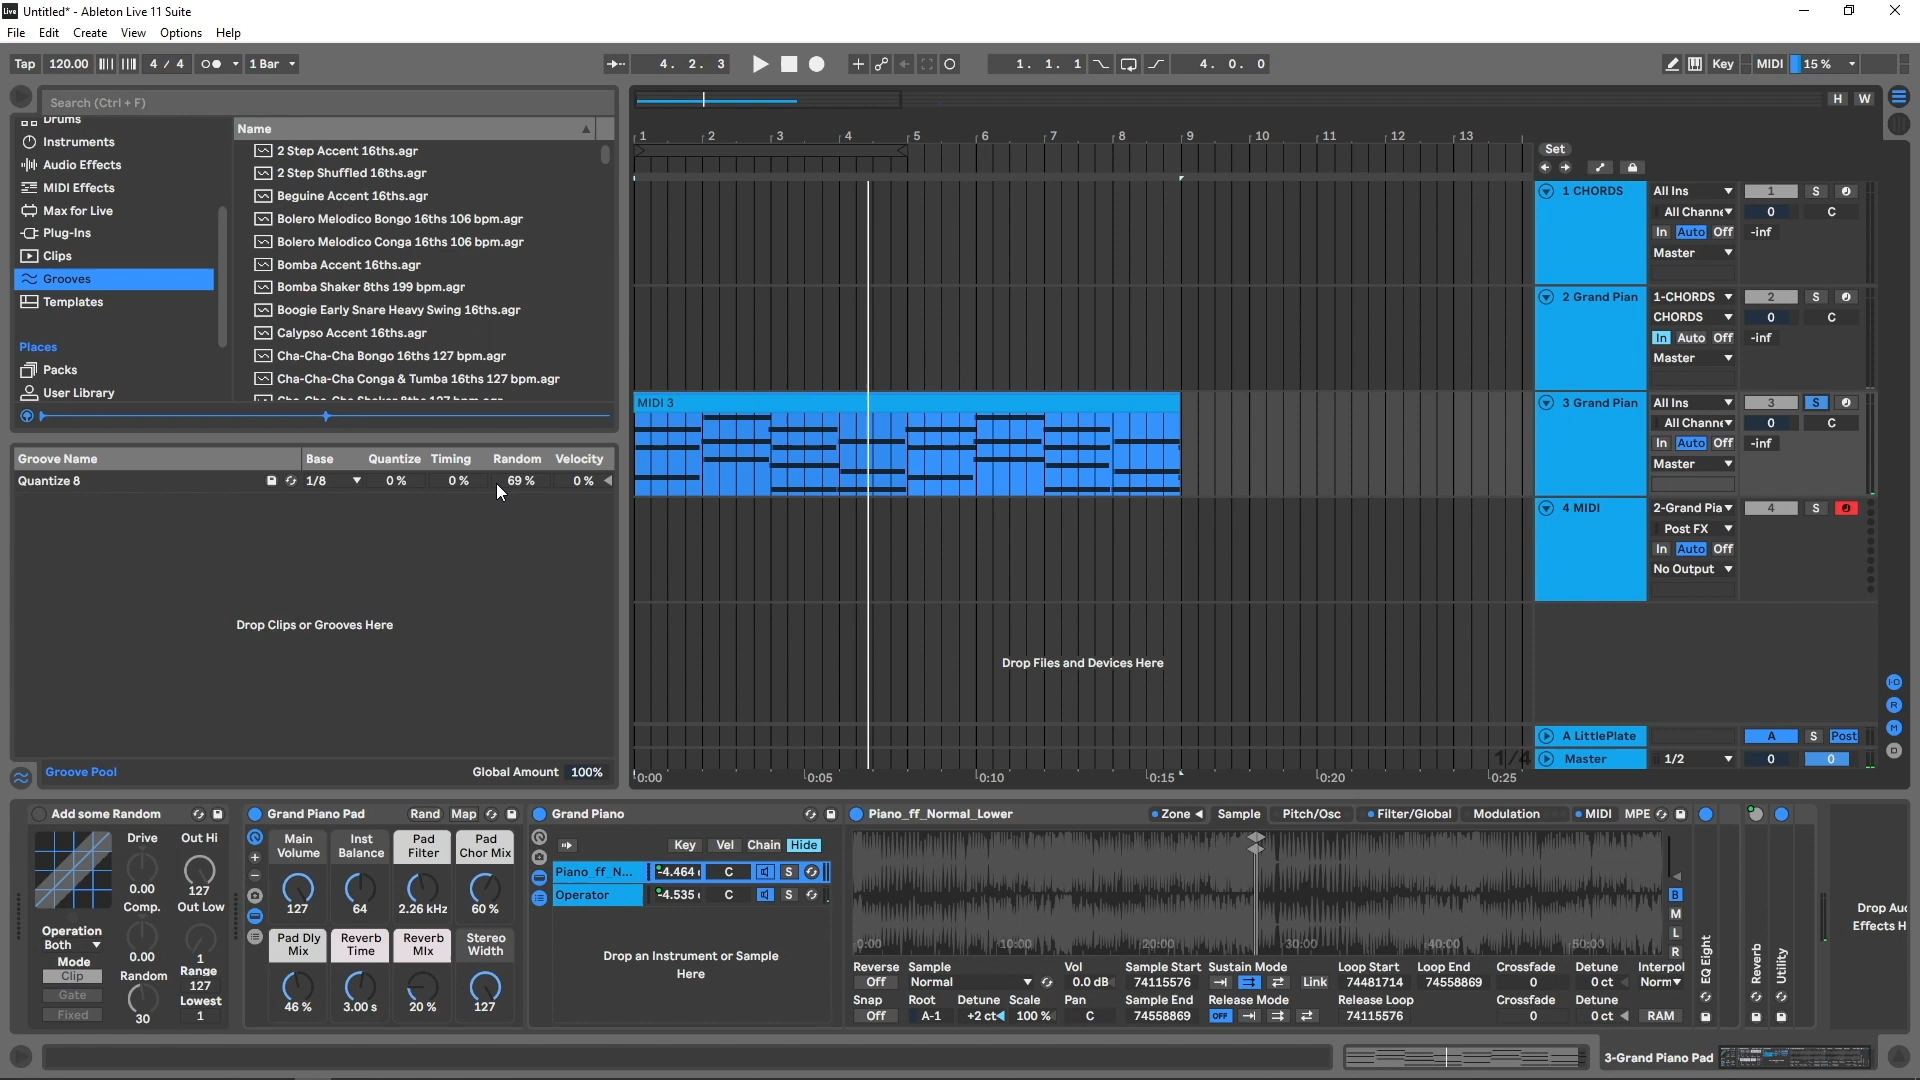 Live Untitled* - Ableton Live 11 Suite
File Edit Create View Options Help
Tap 120.00 4 / 4 1 Bar 4. 2. 3 1. 1. 1 4. 0. 0 Key MIDI 15 %
Search (Ctrl + F)
Drums
Instruments
Audio Effects
MIDI Effects
Max for Live
Plug-Ins
Clips
Grooves
Templates
Places
Packs
User Library
Name
2 Step Accent 16ths.agr
2 Step Shuffled 16ths.agr
Beguine Accent 16ths.agr
Bolero Melodico Bongo 16ths 106 bpm.agr
Bolero Melodico Conga 16ths 106 bpm.agr
Bomba Accent 16ths.agr
Bomba Shaker 8ths 199 bpm.agr
Boogie Early Snare Heavy Swing 16ths.agr
Calypso Accent 16ths.agr
Cha-Cha-Cha Bongo 16ths 127 bpm.agr
Cha-Cha-Cha Conga & Tumba 16ths 127 bpm.agr
Groove Name Base Quantize Timing Random Velocity
Quantize 8 1/8 0 % 0 % 69 % 0 %
Drop Clips or Grooves Here
Groove Pool Global Amount 100%
H W
1 2 3 4 5 6 7 8 9 10 11 12 13
Set
1 CHORDS All Ins 1 S
All Channe 0 C
In Auto Off -inf
Master
2 Grand Pian 1-CHORDS 2 S
CHORDS 0 C
In Auto Off -inf
Master
MIDI 3
3 Grand Pian All Ins 3 S
All Channe 0 C
In Auto Off -inf
Master
4 MIDI 2-Grand Pia 4 S
Post FX
In Auto Off
No Output
Drop Files and Devices Here
I·O
R
M
D
A LittlePlate A S Post
1/4 Master 1/2 0 0
0:00 0:05 0:10 0:15 0:20 0:25
Add some Random
Drive Out Hi
0.00 127
Comp. Out Low
Operation
Both
0.00 1
Mode
Clip
Gate
Fixed
Random
30
Range
127
Lowest
1
Grand Piano Pad Rand Map
Main Volume Inst Balance Pad Filter Pad Chor Mix
127 64 2.26 kHz 60 %
Pad Dly Mix Reverb Time Reverb MIx Stereo Width
46 % 3.00 s 20 % 127
Grand Piano
Key Vel Chain Hide
Piano_ff_N... -4.464 C S
Operator -4.535 C S
Drop an Instrument or Sample
Here
Piano_ff_Normal_Lower Zone Sample Pitch/Osc Filter/Global Modulation MIDI MPE
B
M
L
R
0:00 10:00 20:00 30:00 40:00 50:00
Reverse Sample Vol Sample Start Sustain Mode Loop Start Loop End Crossfade Detune Interpol
Off Normal 0.0 dB 74115576 Link 74481714 74558869 0 0 ct Norm
Snap Root Detune Scale Pan Sample End Release Mode Release Loop Crossfade Detune
Off A-1 +2 ct 100 % C 74558869 OFF 74115576 0 0 ct RAM
EQ Eight
Reverb
Utility
Drop Au
Effects H
3-Grand Piano Pad